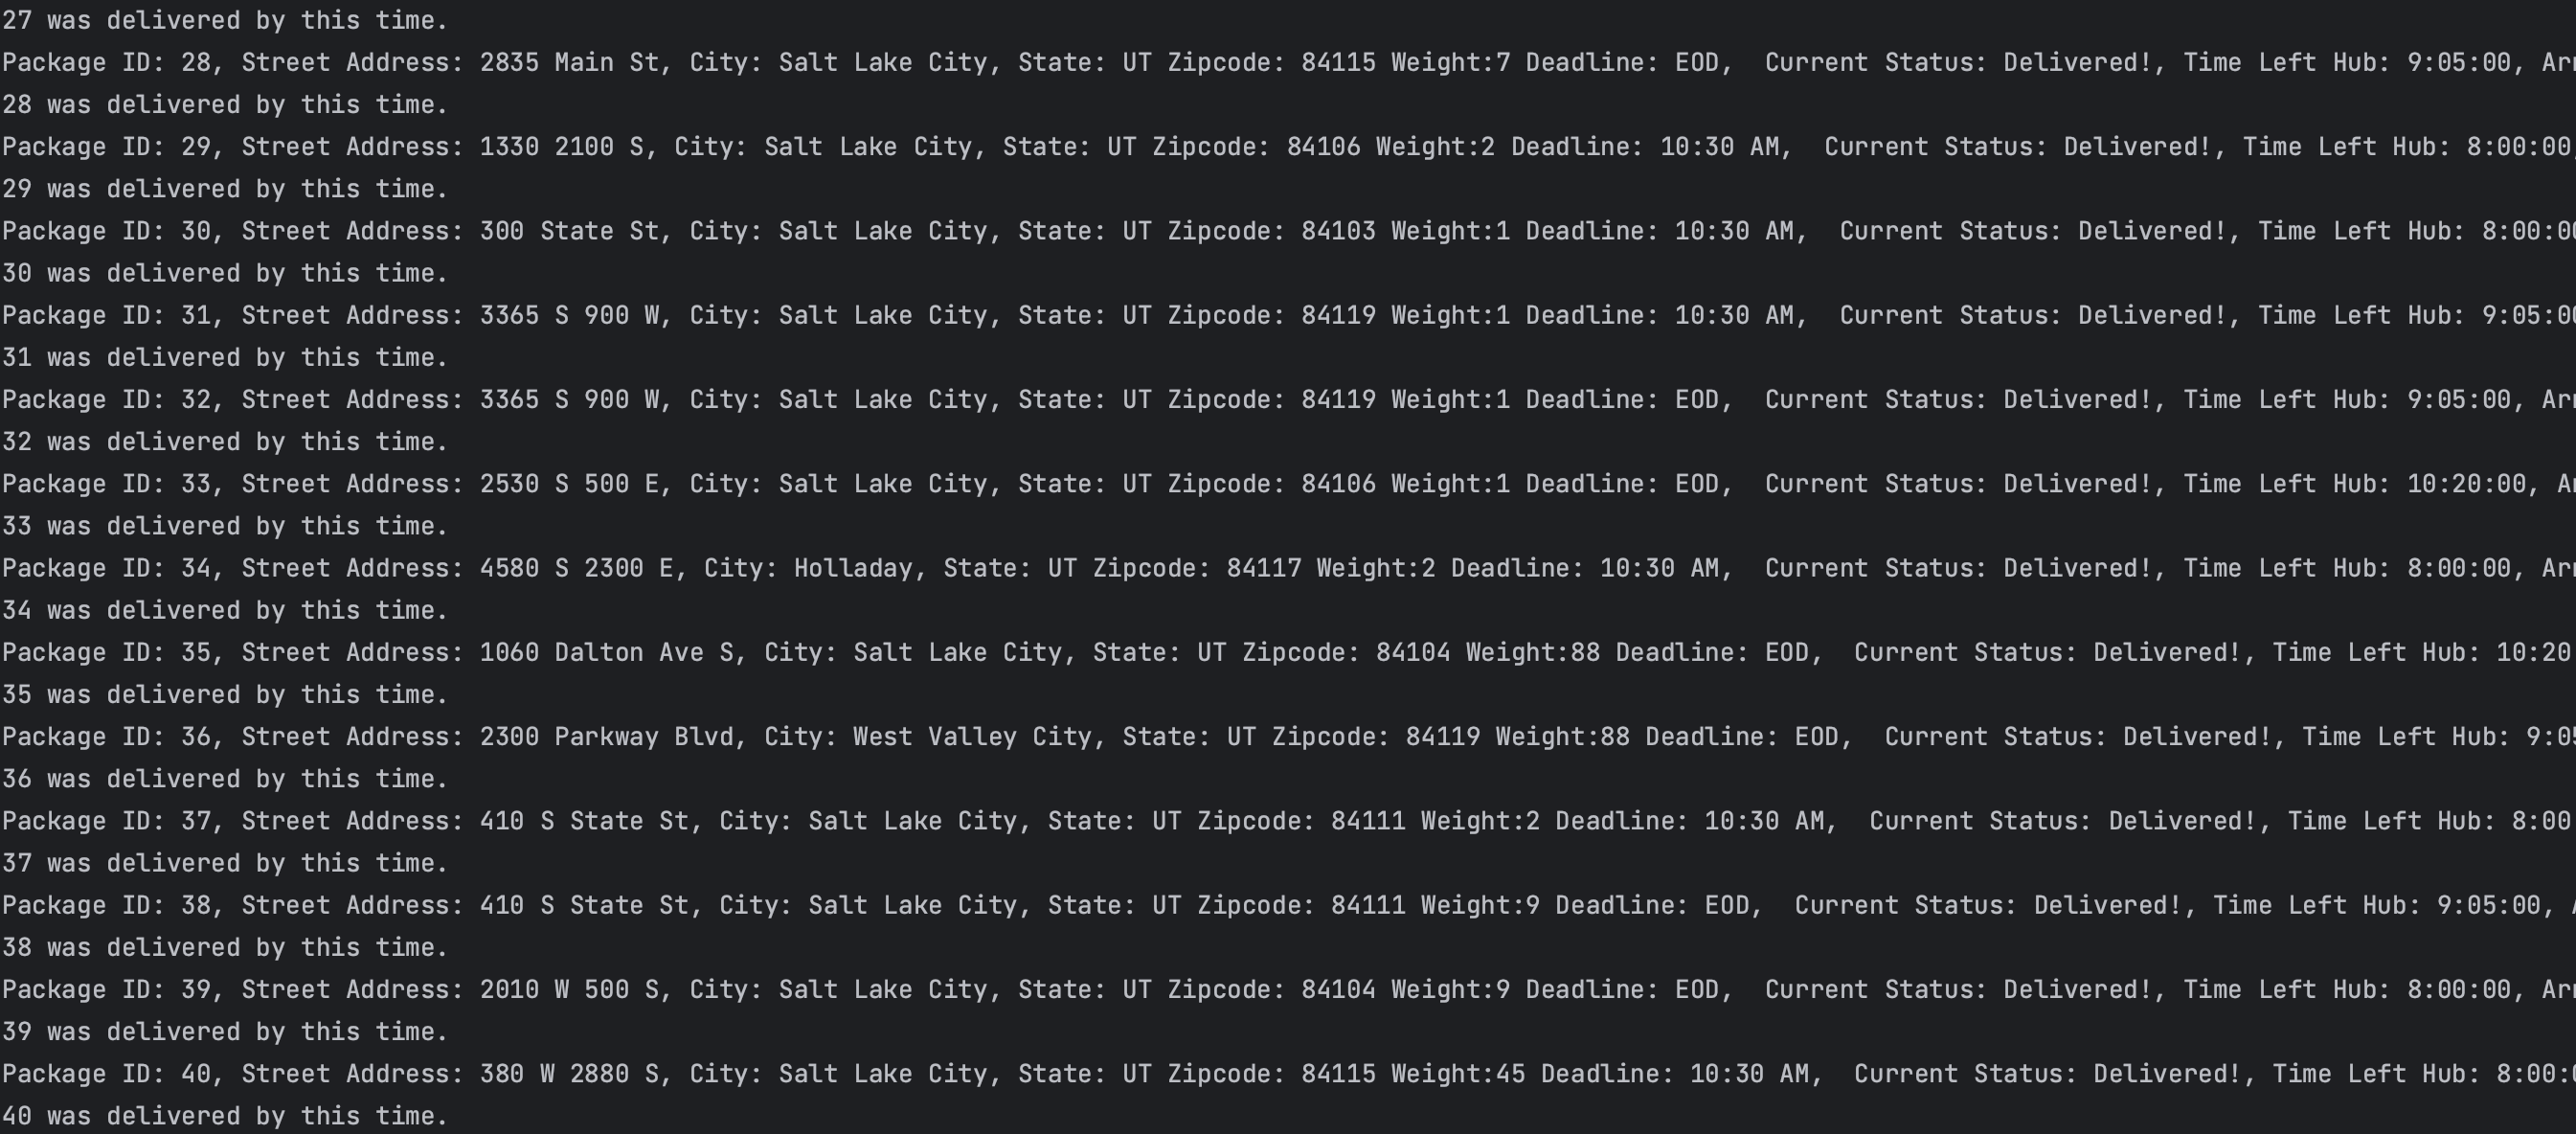 27 was delivered by this time.
Package ID: 28, Street Address: 2835 Main St, City: Salt Lake City, State: UT Zipcode: 84115 Weight:7 Deadline: EOD,  Current Status: Delivered!, Time Left Hub: 9:05:00,
28 was delivered by this time.
Package ID: 29, Street Address: 1330 2100 S, City: Salt Lake City, State: UT Zipcode: 84106 Weight:2 Deadline: 10:30 AM,  Current Status: Delivered!, Time Left Hub: 8:00:00
29 was delivered by this time.
Package ID: 30, Street Address: 300 State St, City: Salt Lake City, State: UT Zipcode: 84103 Weight:1 Deadline: 10:30 AM,  Current Status: Delivered!, Time Left Hub: 8:00:00
30 was delivered by this time.
Package ID: 31, Street Address: 3365 S 900 W, City: Salt Lake City, State: UT Zipcode: 84119 Weight:1 Deadline: 10:30 AM,  Current Status: Delivered!, Time Left Hub: 9:05:00
31 was delivered by this time.
Package ID: 32, Street Address: 3365 S 900 W, City: Salt Lake City, State: UT Zipcode: 84119 Weight:1 Deadline: EOD,  Current Status: Delivered!, Time Left Hub: 9:05:00,
32 was delivered by this time.
Package ID: 33, Street Address: 2530 S 500 E, City: Salt Lake City, State: UT Zipcode: 84106 Weight:1 Deadline: EOD,  Current Status: Delivered!, Time Left Hub: 10:20:00,
33 was delivered by this time.
Package ID: 34, Street Address: 4580 S 2300 E, City: Holladay, State: UT Zipcode: 84117 Weight:2 Deadline: 10:30 AM,  Current Status: Delivered!, Time Left Hub: 8:00:00,
34 was delivered by this time.
Package ID: 35, Street Address: 1060 Dalton Ave S, City: Salt Lake City, State: UT Zipcode: 84104 Weight:88 Deadline: EOD,  Current Status: Delivered!, Time Left Hub: 10:20
35 was delivered by this time.
Package ID: 36, Street Address: 2300 Parkway Blvd, City: West Valley City, State: UT Zipcode: 84119 Weight:88 Deadline: EOD,  Current Status: Delivered!, Time Left Hub: 9:05
36 was delivered by this time.
Package ID: 37, Street Address: 410 S State St, City: Salt Lake City, State: UT Zipcode: 84111 Weight:2 Deadline: 10:30 AM,  Current Status: Delivered!, Time Left Hub: 8:00
37 was delivered by this time.
Package ID: 38, Street Address: 410 S State St, City: Salt Lake City, State: UT Zipcode: 84111 Weight:9 Deadline: EOD,  Current Status: Delivered!, Time Left Hub: 9:05:00,
38 was delivered by this time.
Package ID: 39, Street Address: 2010 W 500 S, City: Salt Lake City, State: UT Zipcode: 84104 Weight:9 Deadline: EOD,  Current Status: Delivered!, Time Left Hub: 8:00:00,
39 was delivered by this time.
Package ID: 40, Street Address: 380 W 2880 S, City: Salt Lake City, State: UT Zipcode: 84115 Weight:45 Deadline: 10:30 AM,  Current Status: Delivered!, Time Left Hub: 8:00:
40 was delivered by this time.